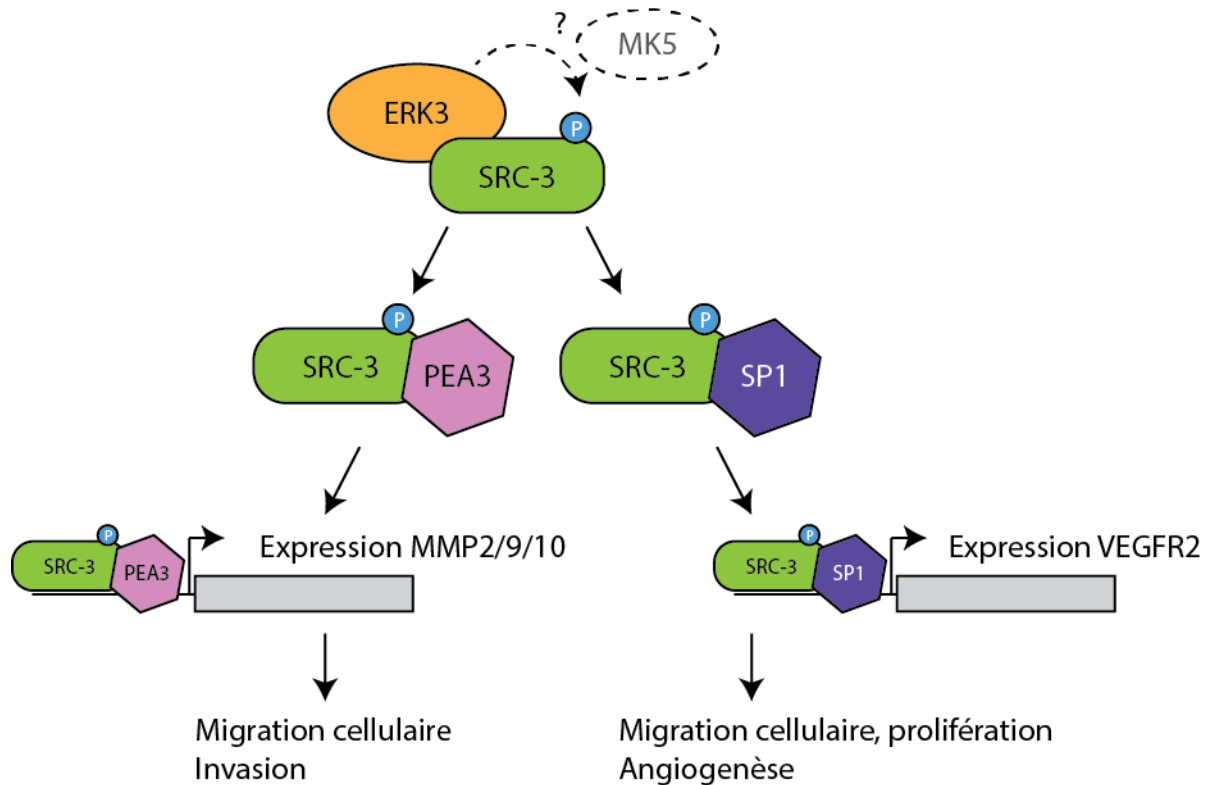 ?
MK5
ERK3
P
SRC-3
P
P
SRC-3
PEA3
SRC-3
SP1
P
Expression MMP2/9/10
SRC-3
PEA3
P
Expression VEGFR2
SRC-3
SP1
Migration cellulaire
Invasion
Migration cellulaire, prolifération
Angiogenèse